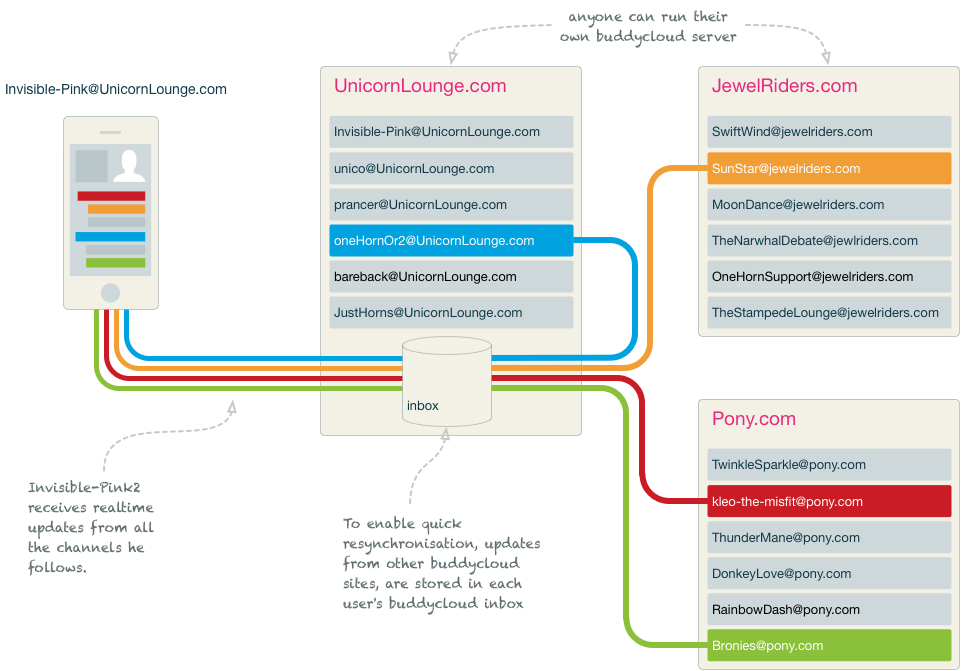 anyone can run their
own buddycloud server
Invisible-Pink@UnicornLounge.com
UnicornLounge.com
Invisible-Pink@UnicornLounge.com
unico@UnicornLounge.com
prancer@UnicornLounge.com
oneHornOr2@UnicornLounge.com
bareback@UnicornLounge.com
JustHorns@UnicornLounge.com
inbox
JewelRiders.com
SwiftWind@jewelriders.com
SunStar@jewelriders.com
MoonDance@jewelriders.com
TheNarwhalDebate@jewlriders.com
OneHornSupport@jewelriders.com
TheStampedeLounge@jewelriders.com
Pony.com
TwinkleSparkle@pony.com
kleo-the-misfit@pony.com
ThunderMane@pony.com
DonkeyLove@pony.com
RainbowDash@pony.com
Bronies@pony.com
Invisible-Pink2
receives realtime
updates from all
the channels he
follows.
To enable quick
resynchronisation, updates
from other buddycloud
sites, are stored in each
user's buddycloud inbox